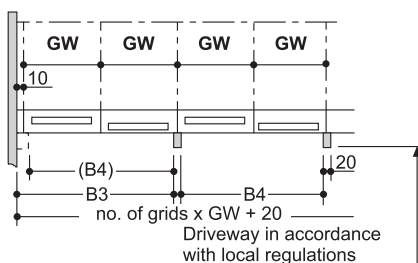 GW GW GW GW
10
(B4)
20
B3 B4
no. of grids x GW + 20
Driveway in accordance
with local regulations